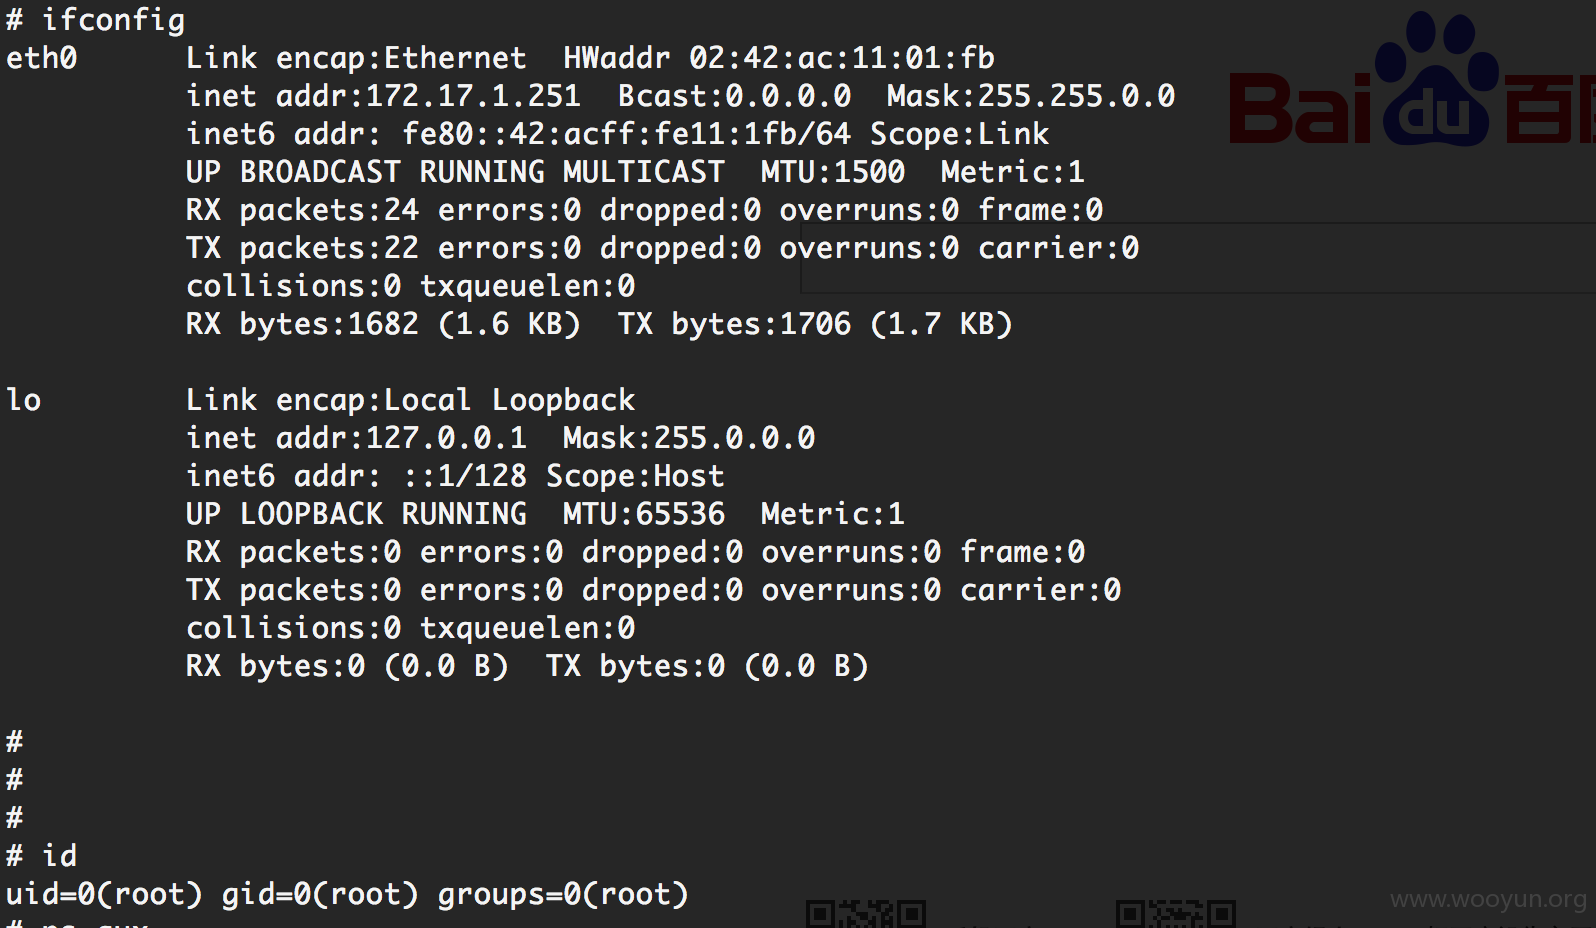 # ifconfig
eth0      Link encap:Ethernet  HWaddr 02:42:ac:11:01:fb
          inet addr:172.17.1.251  Bcast:0.0.0.0  Mask:255.255.0.0
          inet6 addr: fe80::42:acff:fe11:1fb/64 Scope:Link
          UP BROADCAST RUNNING MULTICAST  MTU:1500  Metric:1
          RX packets:24 errors:0 dropped:0 overruns:0 frame:0
          TX packets:22 errors:0 dropped:0 overruns:0 carrier:0
          collisions:0 txqueuelen:0
          RX bytes:1682 (1.6 KB)  TX bytes:1706 (1.7 KB)

lo        Link encap:Local Loopback
          inet addr:127.0.0.1  Mask:255.0.0.0
          inet6 addr: ::1/128 Scope:Host
          UP LOOPBACK RUNNING  MTU:65536  Metric:1
          RX packets:0 errors:0 dropped:0 overruns:0 frame:0
          TX packets:0 errors:0 dropped:0 overruns:0 carrier:0
          collisions:0 txqueuelen:0
          RX bytes:0 (0.0 B)  TX bytes:0 (0.0 B)

#
#
#
# id
uid=0(root) gid=0(root) groups=0(root)
Bai du 百
www.wooyun.org